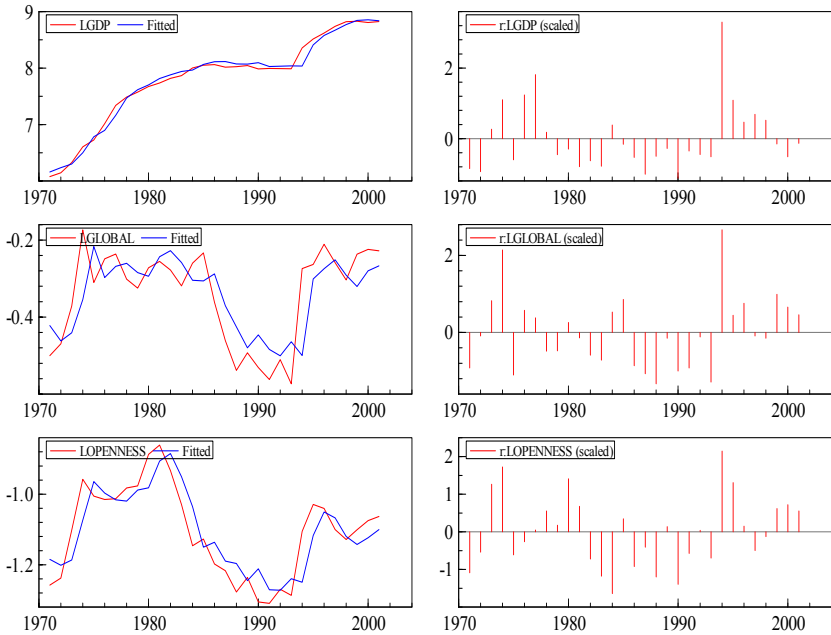 9
LGDP Fitted
8
7
1970 1980 1990 2000
r:LGDP (scaled)
2
0
1970 1980 1990 2000
-0.2
LGLOBAL Fitted
-0.4
1970 1980 1990 2000
r:LGLOBAL (scaled)
2
0
1970 1980 1990 2000
LOPENNESS Fitted
-1.0
-1.2
1970 1980 1990 2000
r:LOPENNESS (scaled)
2
1
0
-1
1970 1980 1990 2000